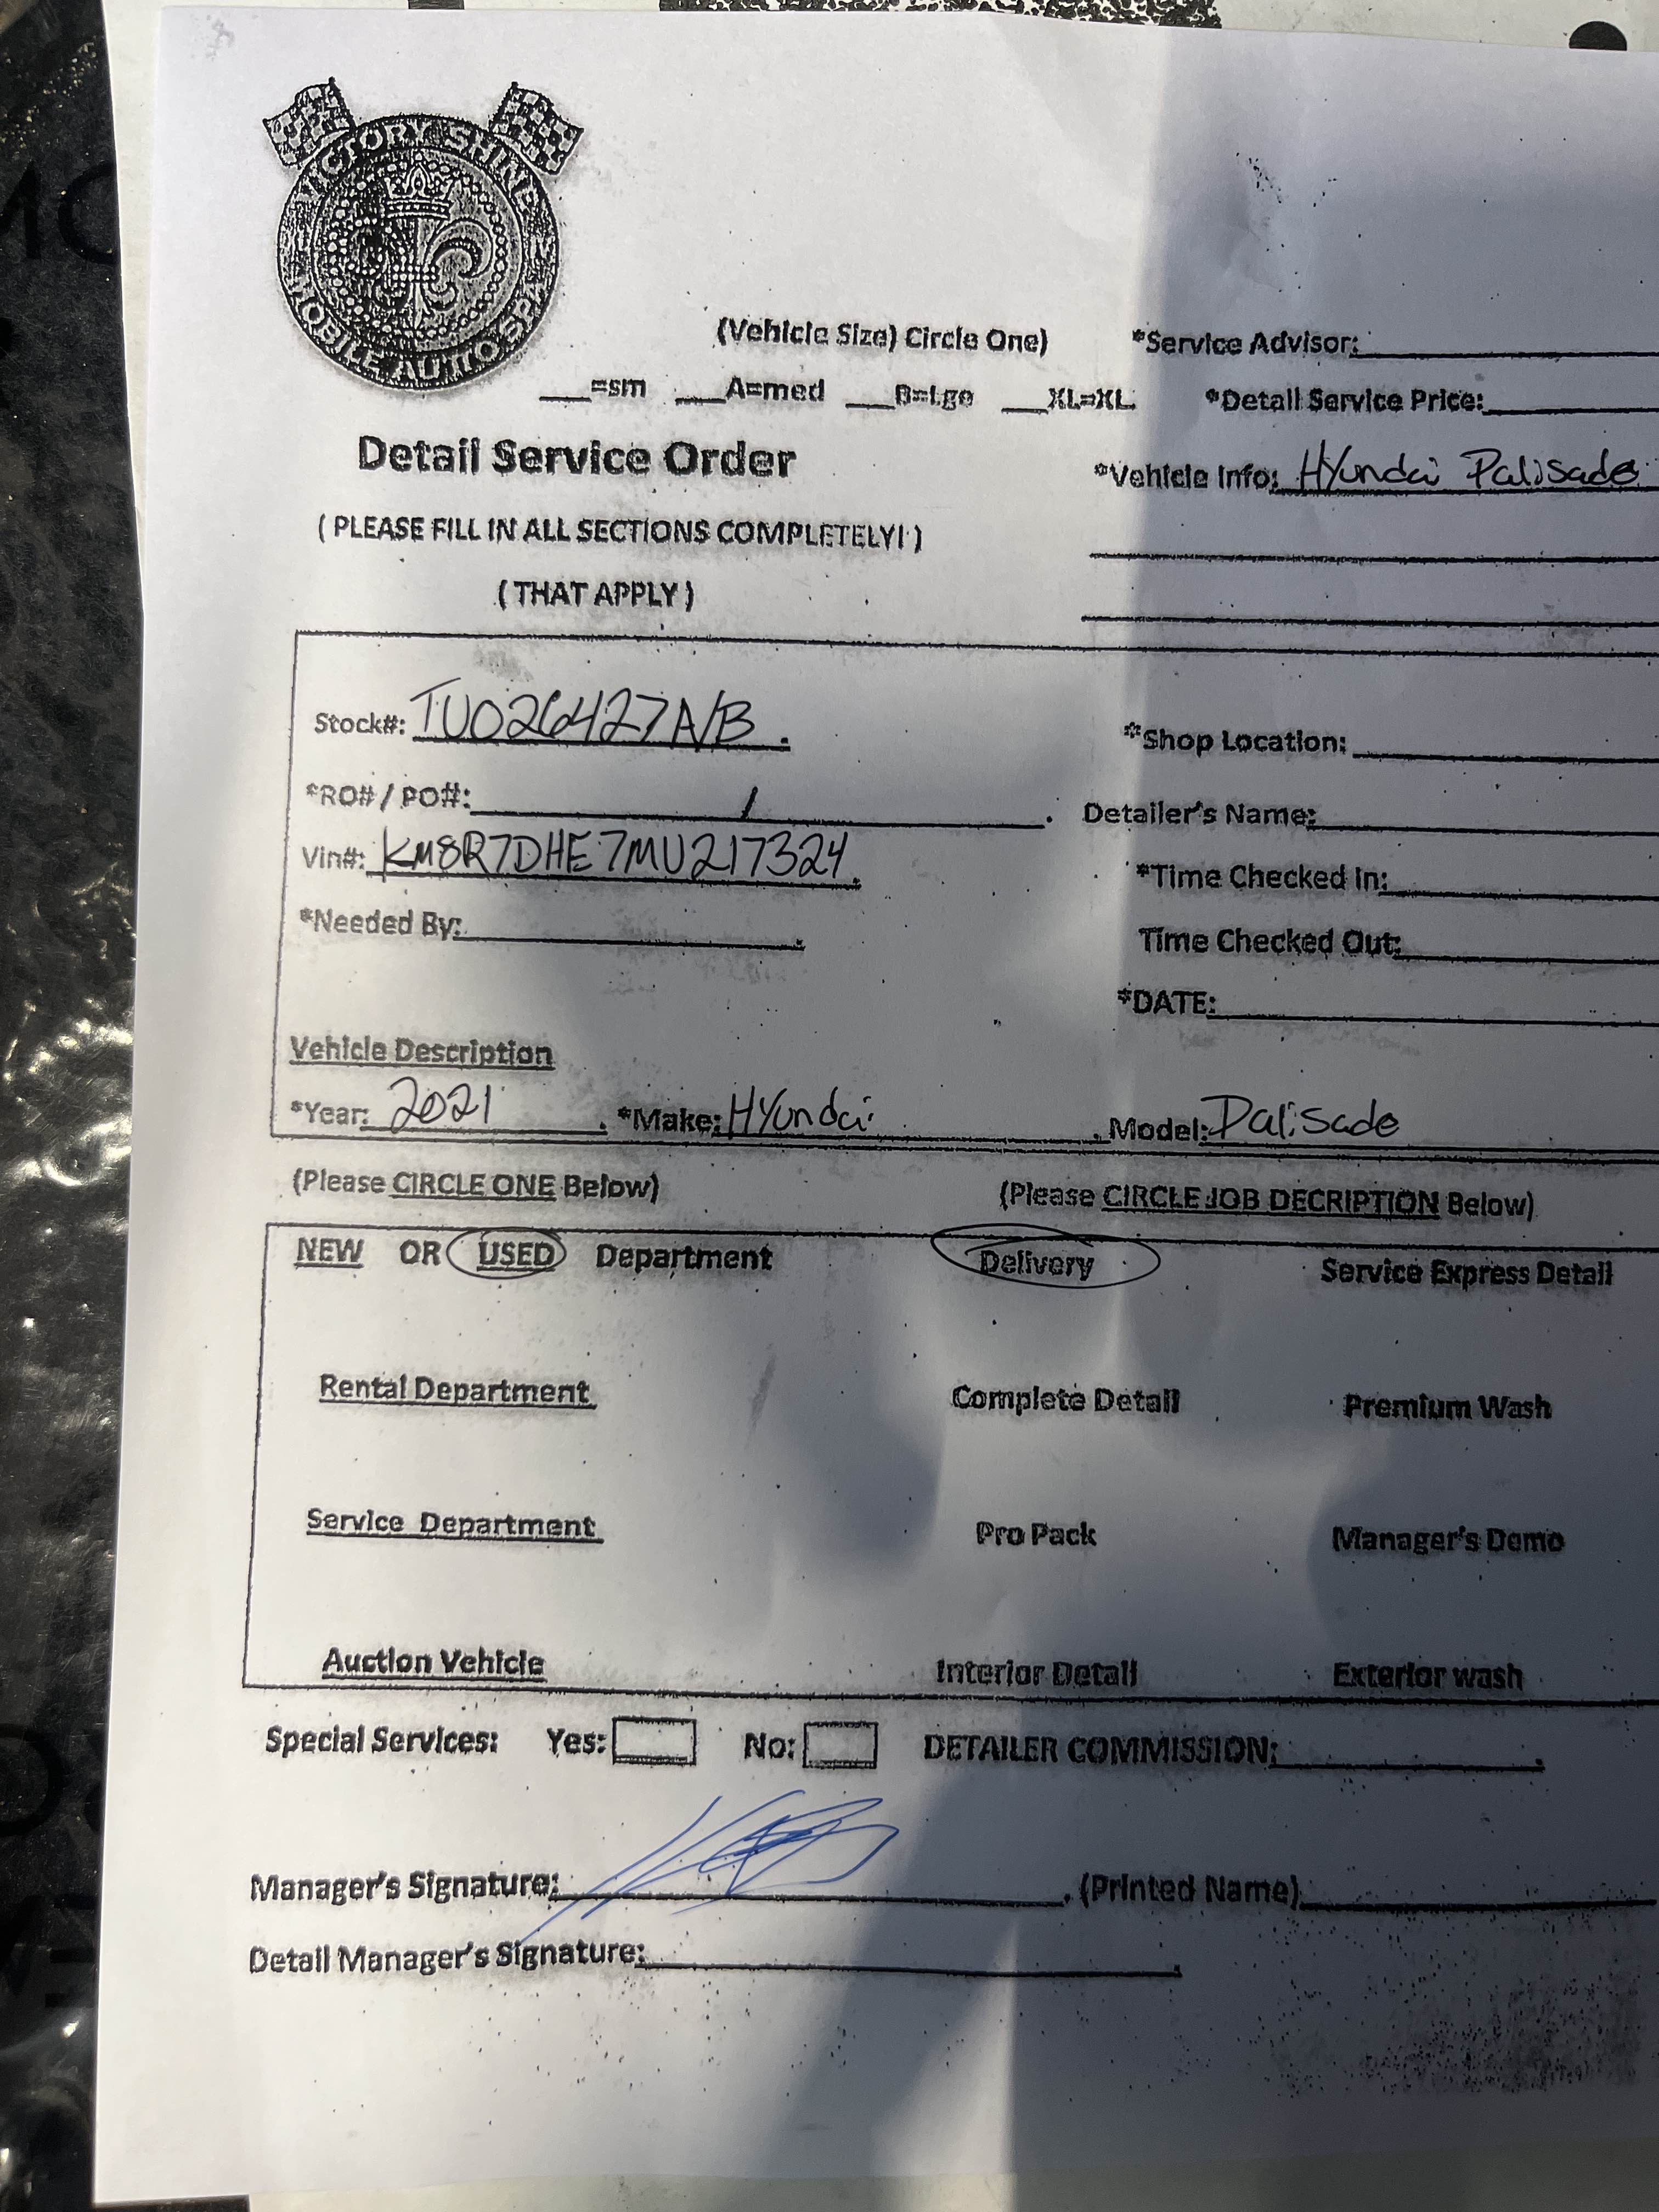 VICTORY SHINE
MOBILE AUTO SPA
(Vehicle Size) Circle One)
*Service Advisor:
___=sm ___A=med ___B=Lge ___XL=XL
*Detail Service Price:
Detail Service Order
*Vehicle Info: HYundai Palisade
( PLEASE FILL IN ALL SECTIONS COMPLETELY! )
( THAT APPLY )
Stock#: TU026427A/B .
*Shop Location:
*RO# / PO#: / .
Detailer's Name:
Vin#: KM8R7DHE7MU217324 .
*Time Checked In:
*Needed By: .
Time Checked Out:
*DATE:
Vehicle Description
*Year: 2021 . *Make: HYundai . Model: Palisade
(Please CIRCLE ONE Below)
(Please CIRCLE JOB DECRIPTION Below)
NEW OR USED Department
Delivery
Service Express Detail
Rental Department
Complete Detail
Premium Wash
Service Department
Pro Pack
Manager's Demo
Auction Vehicle
Interior Detail
Exterior wash
Special Services: Yes: No: DETAILER COMMISSION: .
Manager's Signature: . (Printed Name)
Detail Manager's Signature: .